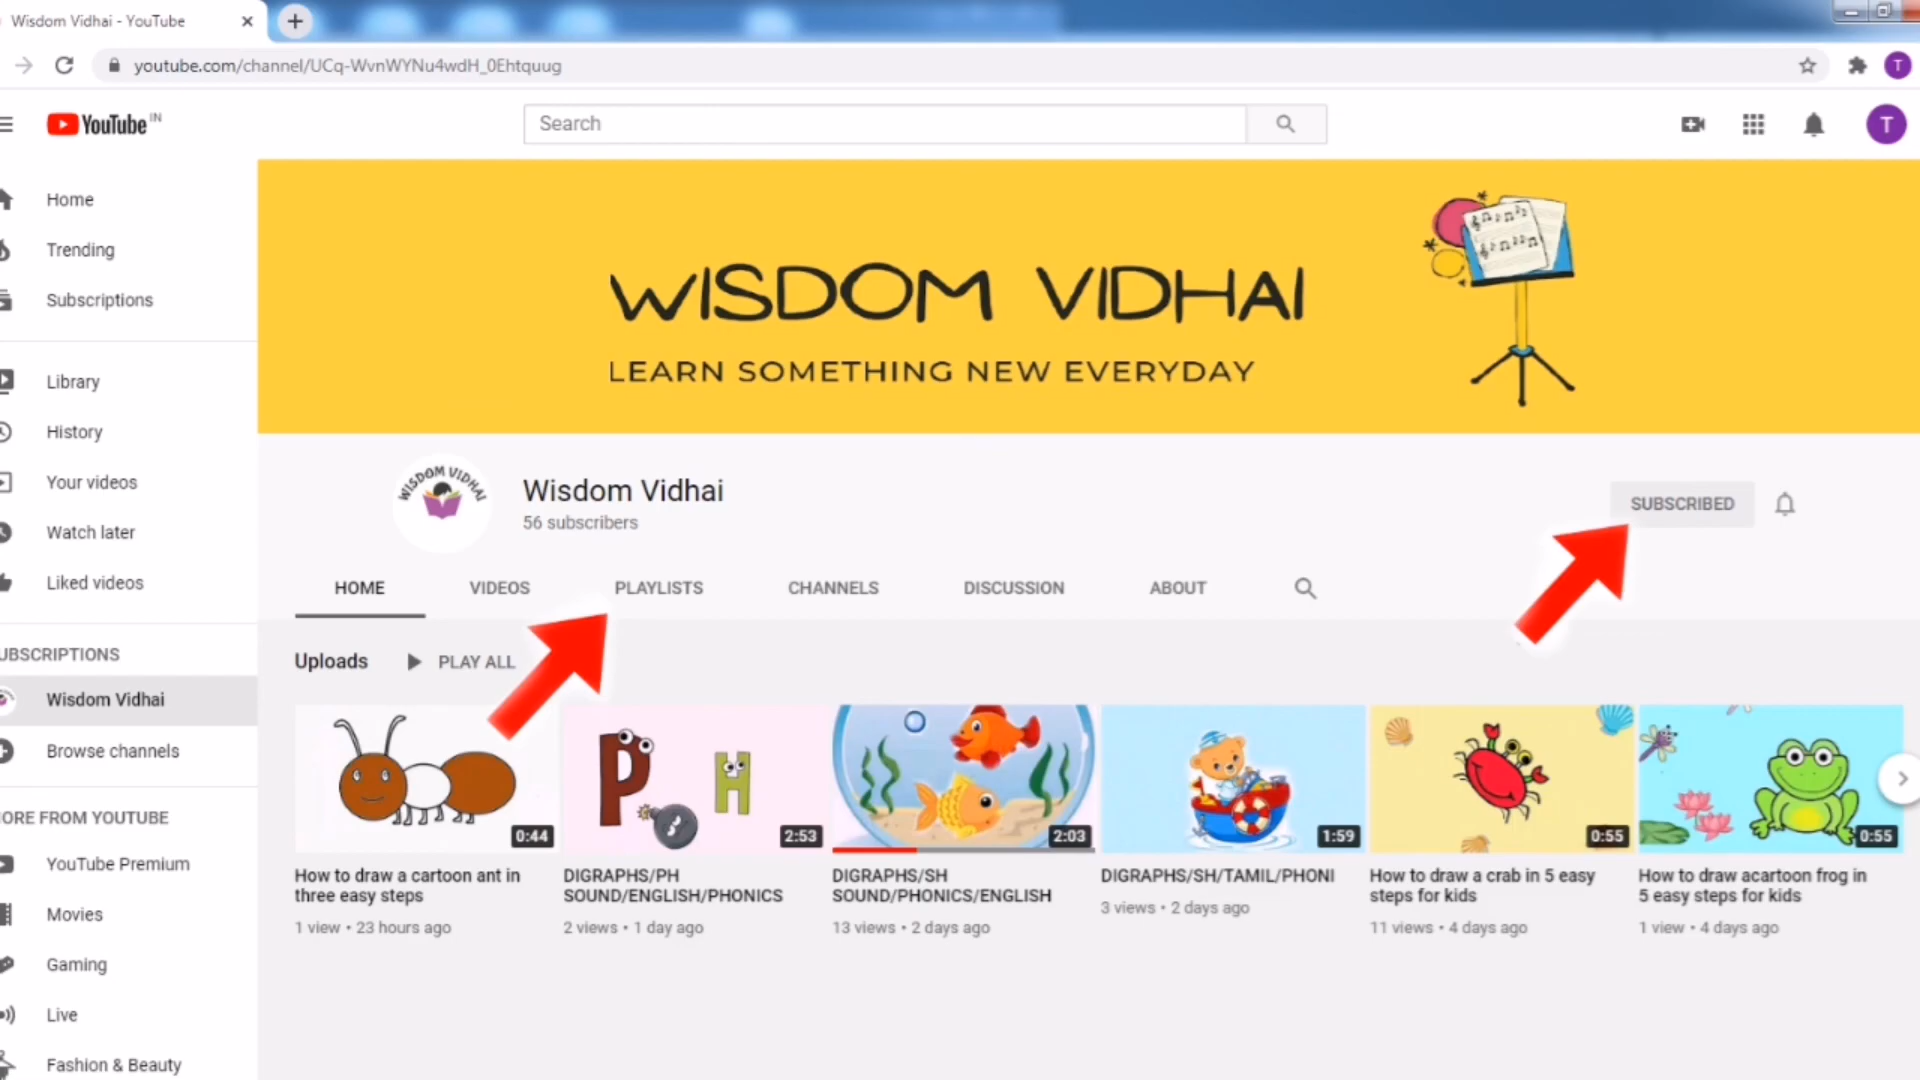 Wisdom Vidhai - YouTube
youtube.com/channel/UCq-WvnWYNu4wdH_0Ehtquug
T
YouTube IN
Search
T
Home
Trending
Subscriptions
Library
History
Your videos
Watch later
Liked videos
UBSCRIPTIONS
Wisdom Vidhai
Browse channels
ORE FROM YOUTUBE
YouTube Premium
Movies
Gaming
Live
Fashion & Beauty
WISDOM VIDHAI
LEARN SOMETHING NEW EVERYDAY
WISDOM VIDHAI
Wisdom Vidhai
56 subscribers
SUBSCRIBED
HOME VIDEOS PLAYLISTS CHANNELS DISCUSSION ABOUT
Uploads PLAY ALL
P H
0:44 2:53 2:03 1:59 0:55 0:55
How to draw a cartoon ant in
three easy steps
1 view • 23 hours ago
DIGRAPHS/PH
SOUND/ENGLISH/PHONICS
2 views • 1 day ago
DIGRAPHS/SH
SOUND/PHONICS/ENGLISH
13 views • 2 days ago
DIGRAPHS/SH/TAMIL/PHONI
3 views • 2 days ago
How to draw a crab in 5 easy
steps for kids
11 views • 4 days ago
How to draw acartoon frog in
5 easy steps for kids
1 view • 4 days ago